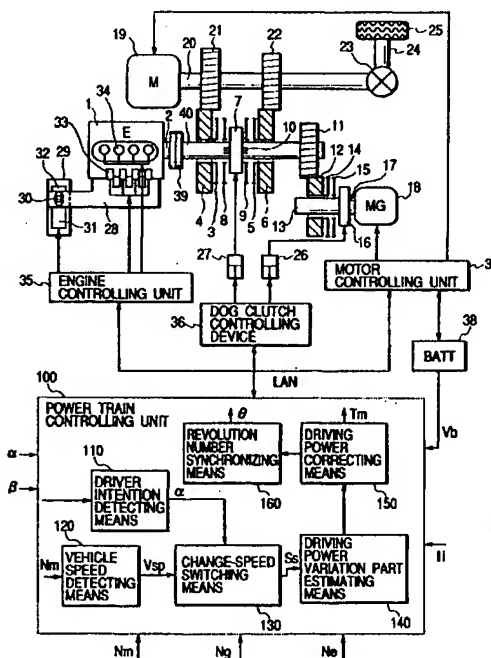 19
20
21
22
23
24
25
M
7
1
34
33
E
2
40
10
11
12
14
15
32
29
30
31
28
39
4
8
3
9
5
6
13
17
18
MG
16
27
26
35
ENGINE
CONTROLLING UNIT
36
DOG CLUTCH
CONTROLLING
DEVICE
MOTOR
CONTROLLING UNIT
3
38
BATT
LAN
100
POWER TRAIN
CONTROLLING UNIT
θ
Tm
Vb
REVOLUTION
NUMBER
SYNCHRONIZING
MEANS
160
DRIVING
POWER
CORRECTING
MEANS
150
α
β
110
DRIVER
INTENTION
DETECTING
MEANS
α
120
Nm
VEHICLE
SPEED
DETECTING
MEANS
Vsp
CHANGE-SPEED
SWITCHING
MEANS
130
Ss
DRIVING
POWER
VARIATION PART
ESTIMATING
MEANS
140
Nm
Ng
Ne